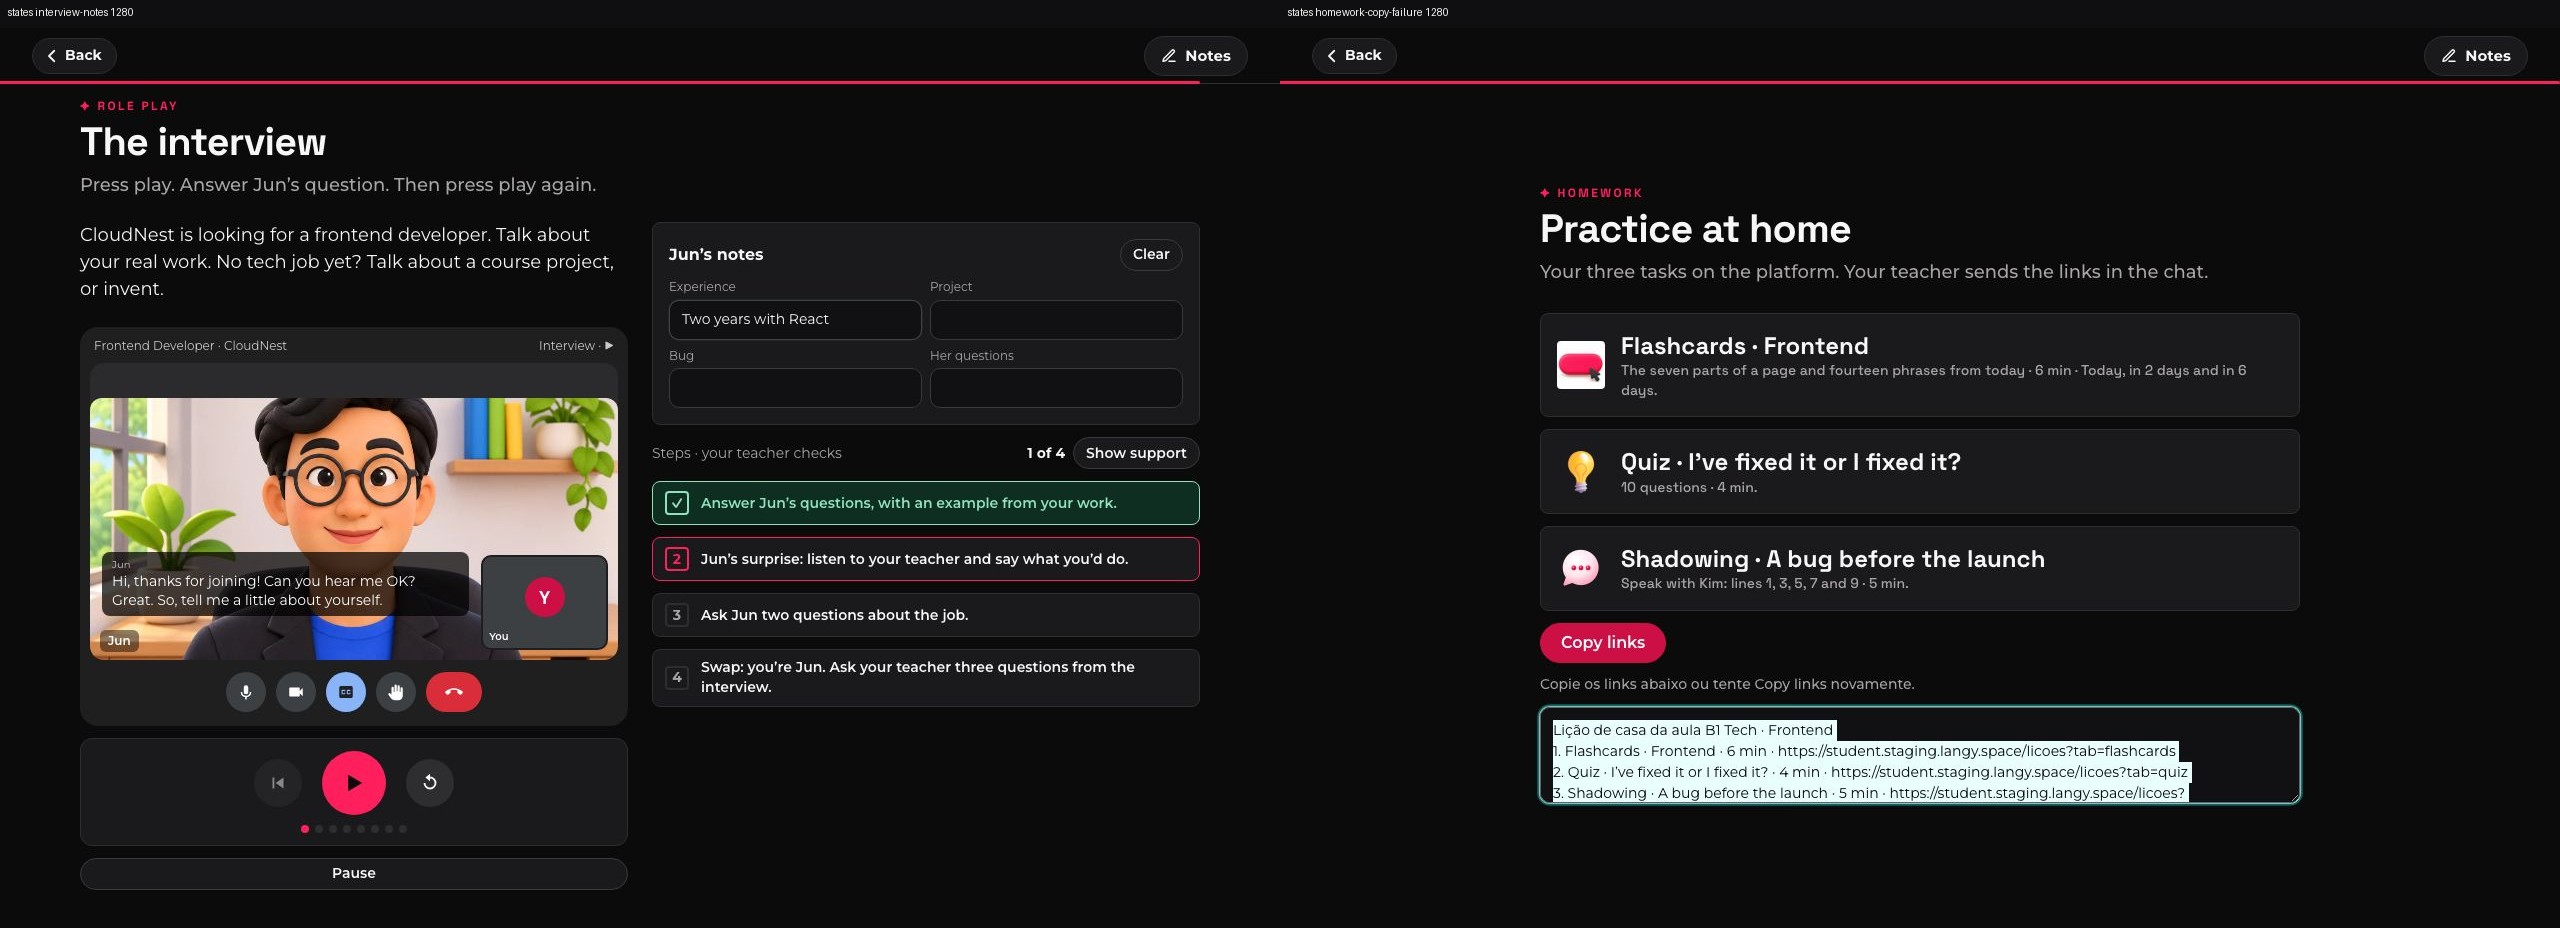 states interview-notes 1280
Back
Notes
ROLE PLAY
The interview
Press play. Answer Jun’s question. Then press play again.
CloudNest is looking for a frontend developer. Talk about
your real work. No tech job yet? Talk about a course project,
or invent.
Frontend Developer · CloudNest
Interview ·
Jun
Hi, thanks for joining! Can you hear me OK?
Great. So, tell me a little about yourself.
Jun
Y
You
CC
Pause
Jun’s notes
Clear
Experience
Project
Two years with React
Bug
Her questions
Steps · your teacher checks
1 of 4
Show support
Answer Jun’s questions, with an example from your work.
2
Jun’s surprise: listen to your teacher and say what you’d do.
3
Ask Jun two questions about the job.
4
Swap: you’re Jun. Ask your teacher three questions from the
interview.
states homework-copy-failure 1280
Back
Notes
HOMEWORK
Practice at home
Your three tasks on the platform. Your teacher sends the links in the chat.
Flashcards · Frontend
The seven parts of a page and fourteen phrases from today · 6 min · Today, in 2 days and in 6
days.
Quiz · I’ve fixed it or I fixed it?
10 questions · 4 min.
Shadowing · A bug before the launch
Speak with Kim: lines 1, 3, 5, 7 and 9 · 5 min.
Copy links
Copie os links abaixo ou tente Copy links novamente.
Lição de casa da aula B1 Tech · Frontend
1. Flashcards · Frontend · 6 min · https://student.staging.langy.space/licoes?tab=flashcards
2. Quiz · I’ve fixed it or I fixed it? · 4 min · https://student.staging.langy.space/licoes?tab=quiz
3. Shadowing · A bug before the launch · 5 min · https://student.staging.langy.space/licoes?